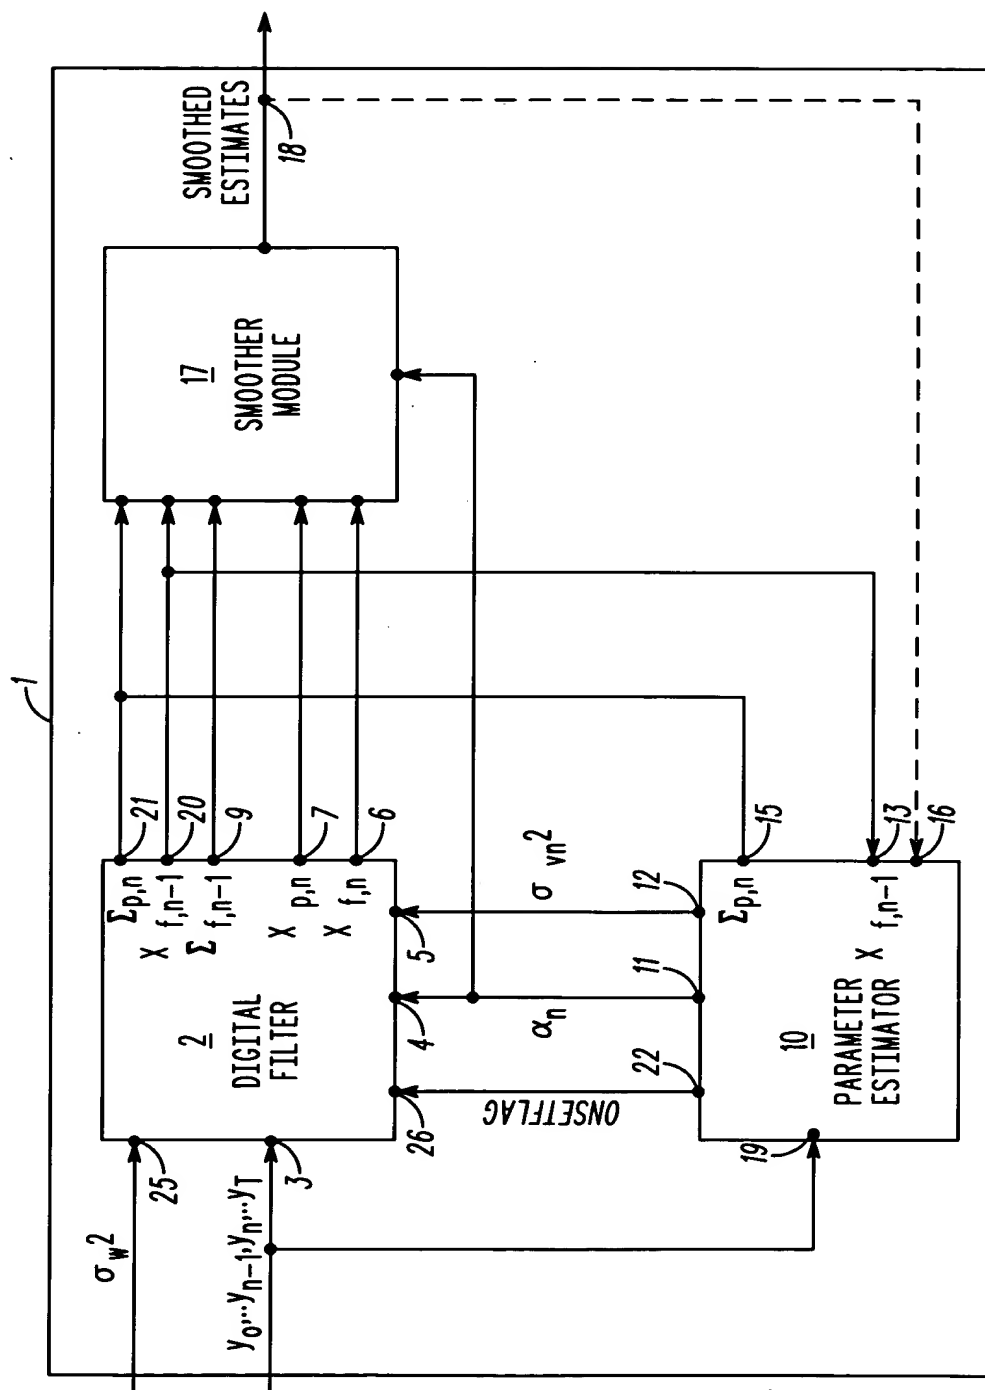 1
σw2
y0,...yn-1,yn,...yT
25
3
2
DIGITAL
FILTER
Σp,n
X f,n-1
Σ f,n-1
X p,n
X f,n
21
20
9
7
6
26
4
5
17
SMOOTHER
MODULE
SMOOTHED
ESTIMATES
18
ONSETFLAG
αn
σ vn2
22
11
12
19
10
PARAMETER
ESTIMATOR
Σp,n
X f,n-1
15
13
16